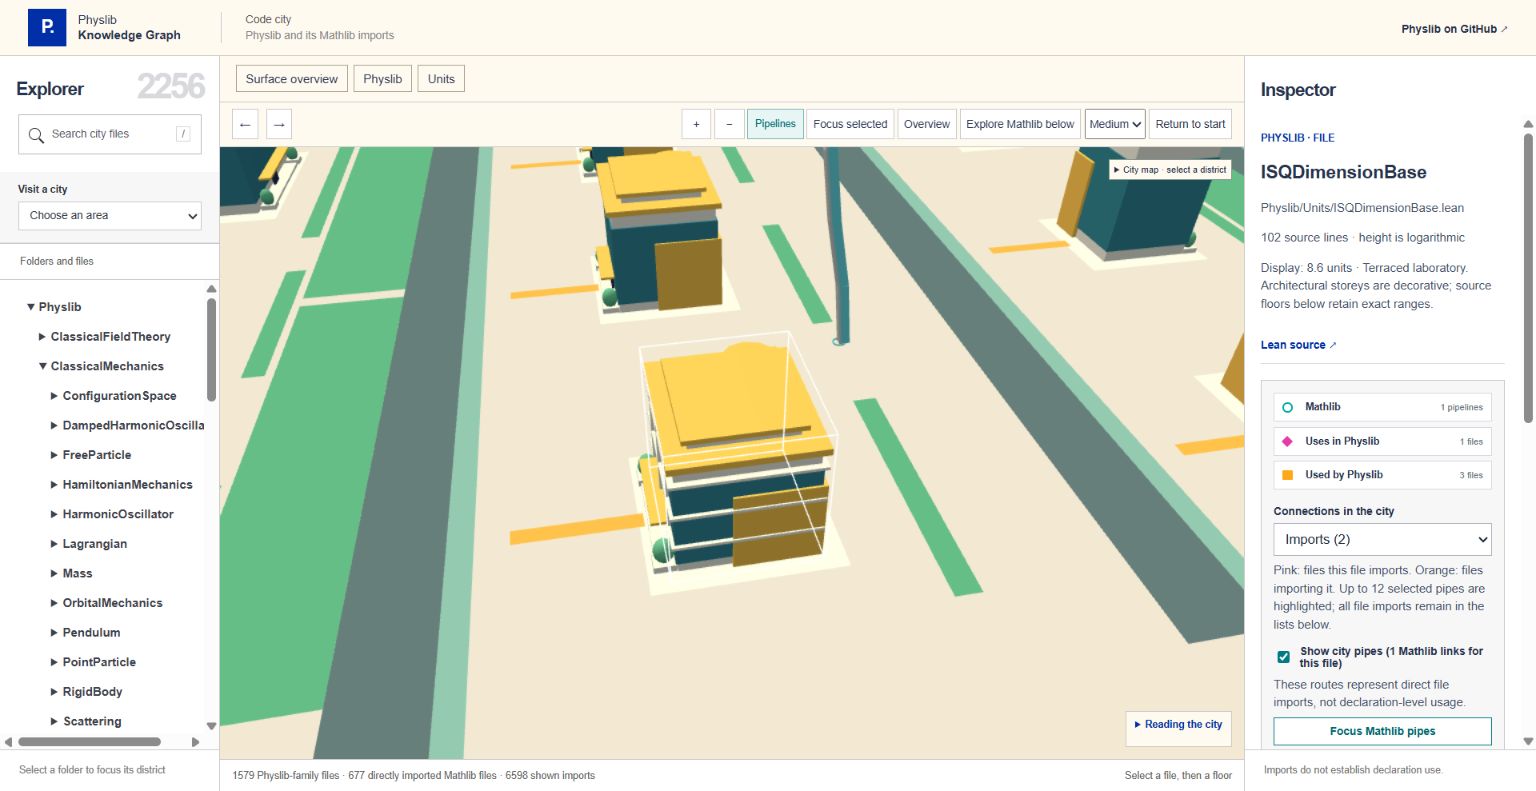 P.
Physlib
Knowledge Graph
Code city
Physlib and its Mathlib imports
Physlib on GitHub ↗
Explorer
2256
Search city files
/
Visit a city
Choose an area
Folders and files
▼ Physlib
▶ ClassicalFieldTheory
▼ ClassicalMechanics
▶ ConfigurationSpace
▶ DampedHarmonicOscilla
▶ FreeParticle
▶ HamiltonianMechanics
▶ HarmonicOscillator
▶ Lagrangian
▶ Mass
▶ OrbitalMechanics
▶ Pendulum
▶ PointParticle
▶ RigidBody
▶ Scattering
Select a folder to focus its district
Surface overview
Physlib
Units
←
→
+
−
Pipelines
Focus selected
Overview
Explore Mathlib below
Medium
Return to start
▶ City map · select a district
▶ Reading the city
1579 Physlib-family files · 677 directly imported Mathlib files · 6598 shown imports
Select a file, then a floor
Inspector
PHYSLIB · FILE
ISQDimensionBase
Physlib/Units/ISQDimensionBase.lean
102 source lines · height is logarithmic
Display: 8.6 units · Terraced laboratory.
Architectural storeys are decorative; source
floors below retain exact ranges.
Lean source ↗
Mathlib
1 pipelines
Uses in Physlib
1 files
Used by Physlib
3 files
Connections in the city
Imports (2)
Pink: files this file imports. Orange: files
importing it. Up to 12 selected pipes are
highlighted; all file imports remain in the
lists below.
Show city pipes (1 Mathlib links for
this file)
These routes represent direct file
imports, not declaration-level usage.
Focus Mathlib pipes
Imports do not establish declaration use.